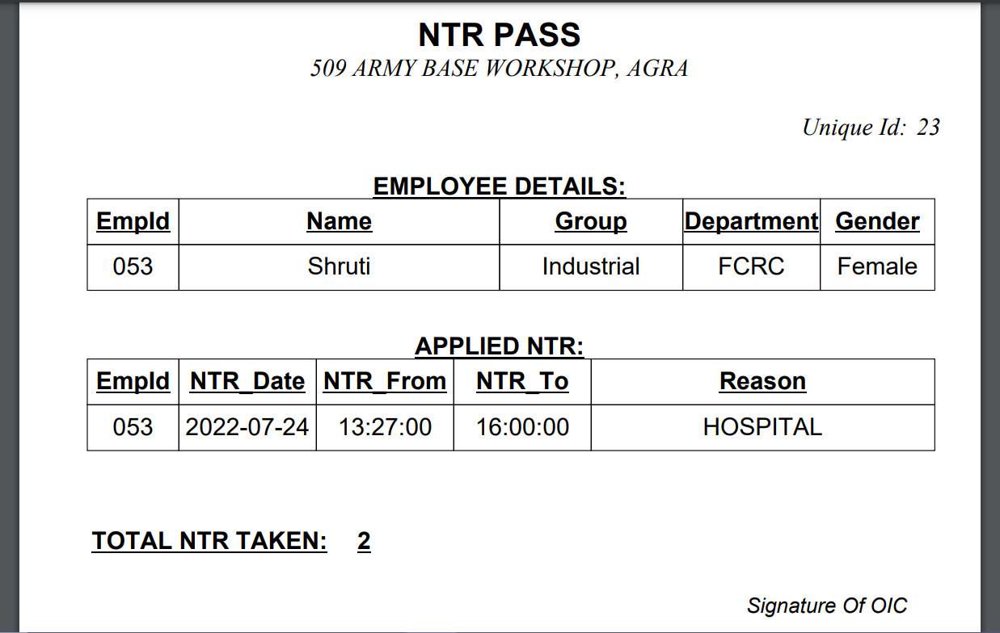 NTR PASS
509 ARMY BASE WORKSHOP, AGRA
Unique Id: 23
EMPLOYEE DETAILS:
EmpId Name Group Department Gender
053 Shruti Industrial FCRC Female
APPLIED NTR:
EmpId NTR_Date NTR_From NTR_To Reason
053 2022-07-24 13:27:00 16:00:00 HOSPITAL
TOTAL NTR TAKEN: 2
Signature Of OIC